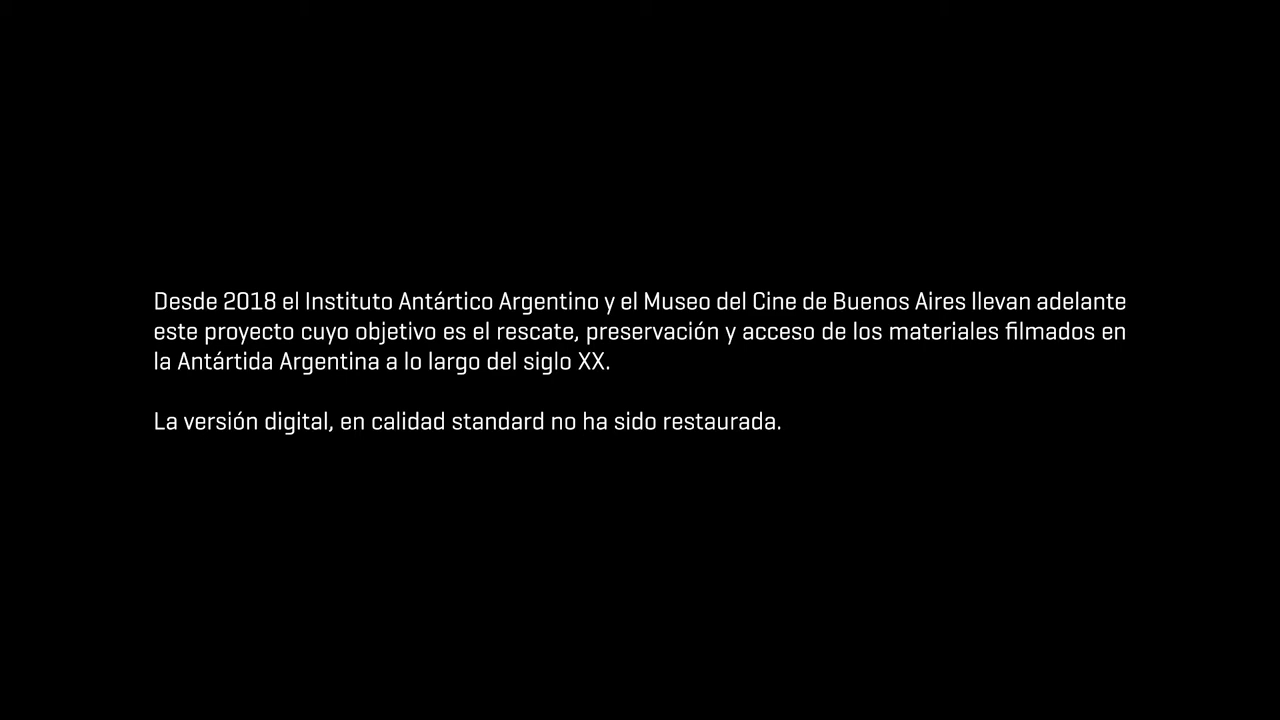 Desde 2018 el Instituto Antártico Argentino y el Museo del Cine de Buenos Aires llevan adelante
este proyecto cuyo objetivo es el rescate, preservación y acceso de los materiales filmados en
la Antártida Argentina a lo largo del siglo XX.
La versión digital, en calidad standard no ha sido restaurada.